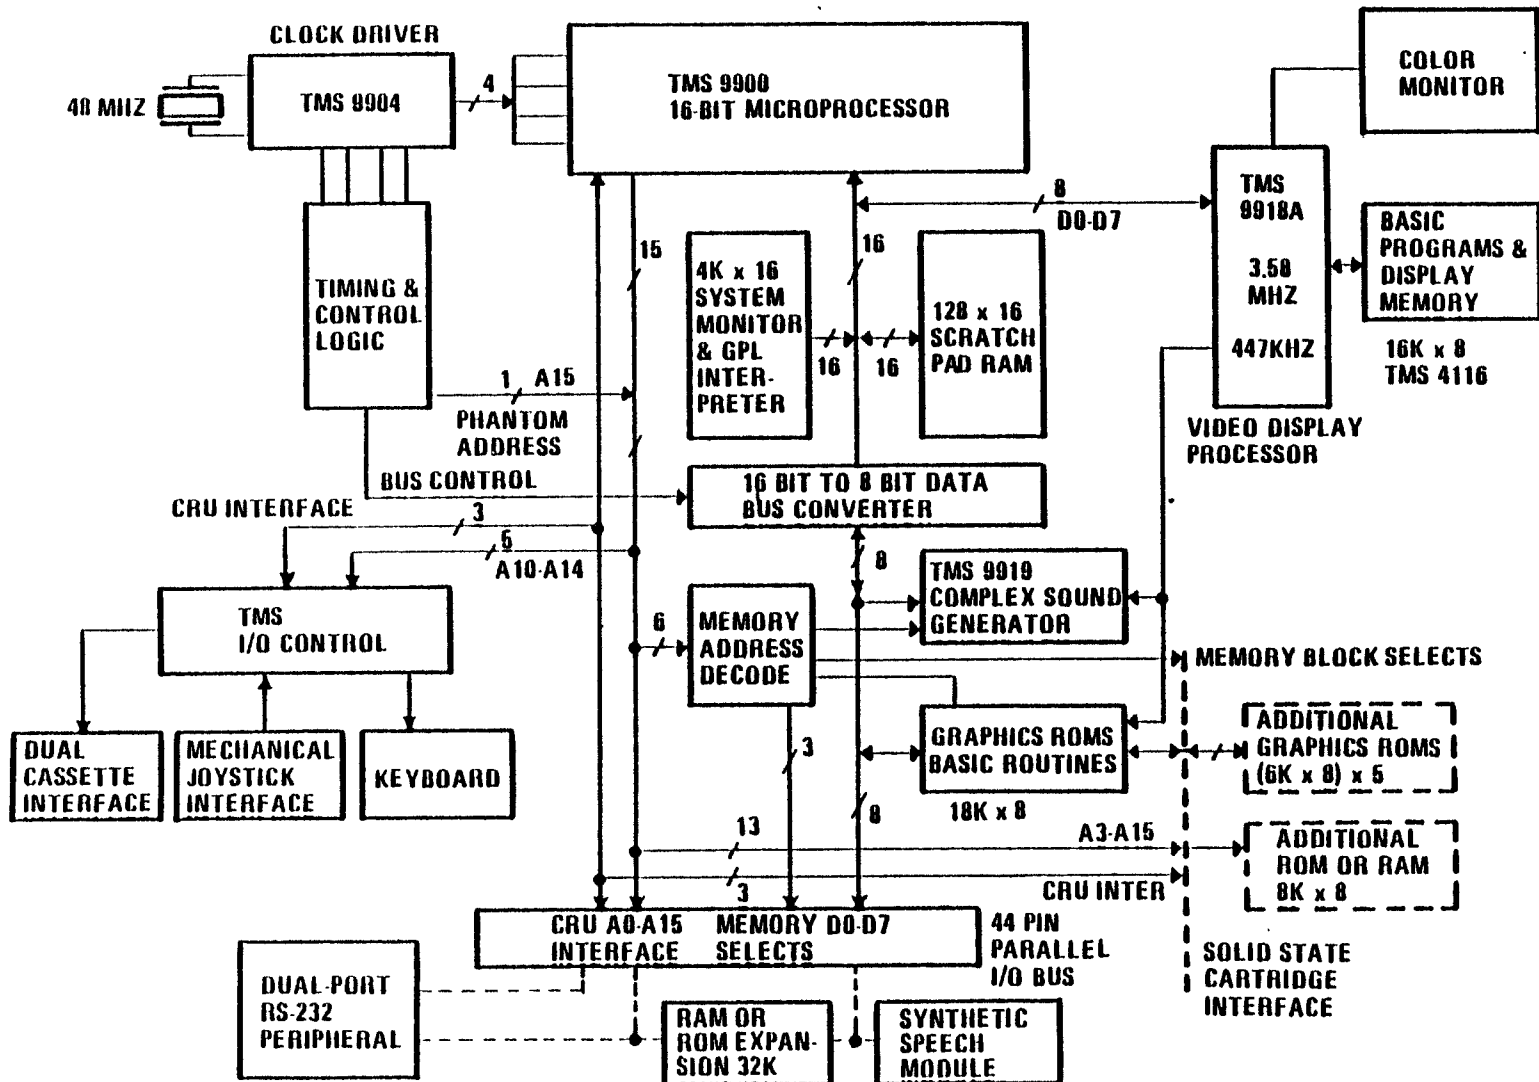 CLOCK DRIVER
48 MHZ
TMS 9904
4
TMS 9900
16-BIT MICROPROCESSOR
COLOR
MONITOR
TMS
9918A
3.58
MHZ
447KHZ
VIDEO DISPLAY
PROCESSOR
BASIC
PROGRAMS &
DISPLAY
MEMORY
16K x 8
TMS 4116
8
D0-D7
TIMING &
CONTROL
LOGIC
15
16
4K x 16
SYSTEM
MONITOR
& GPL
INTER-
PRETER
16
16
128 x 16
SCRATCH
PAD RAM
1 A15
PHANTOM
ADDRESS
BUS CONTROL
16 BIT TO 8 BIT DATA
BUS CONVERTER
CRU INTERFACE
3
5
A10-A14
8
TMS 9919
COMPLEX SOUND
GENERATOR
TMS
I/O CONTROL
6
MEMORY
ADDRESS
DECODE
MEMORY BLOCK SELECTS
DUAL
CASSETTE
INTERFACE
MECHANICAL
JOYSTICK
INTERFACE
KEYBOARD
3
GRAPHICS ROMS
BASIC ROUTINES
18K x 8
8
ADDITIONAL
GRAPHICS ROMS
(6K x 8) x 5
13
A3-A15
ADDITIONAL
ROM OR RAM
8K x 8
3
CRU INTER
CRU A0-A15 MEMORY D0-D7
INTERFACE SELECTS
44 PIN
PARALLEL
I/O BUS
SOLID STATE
CARTRIDGE
INTERFACE
DUAL-PORT
RS-232
PERIPHERAL
RAM OR
ROM EXPAN-
SION 32K
SYNTHETIC
SPEECH
MODULE